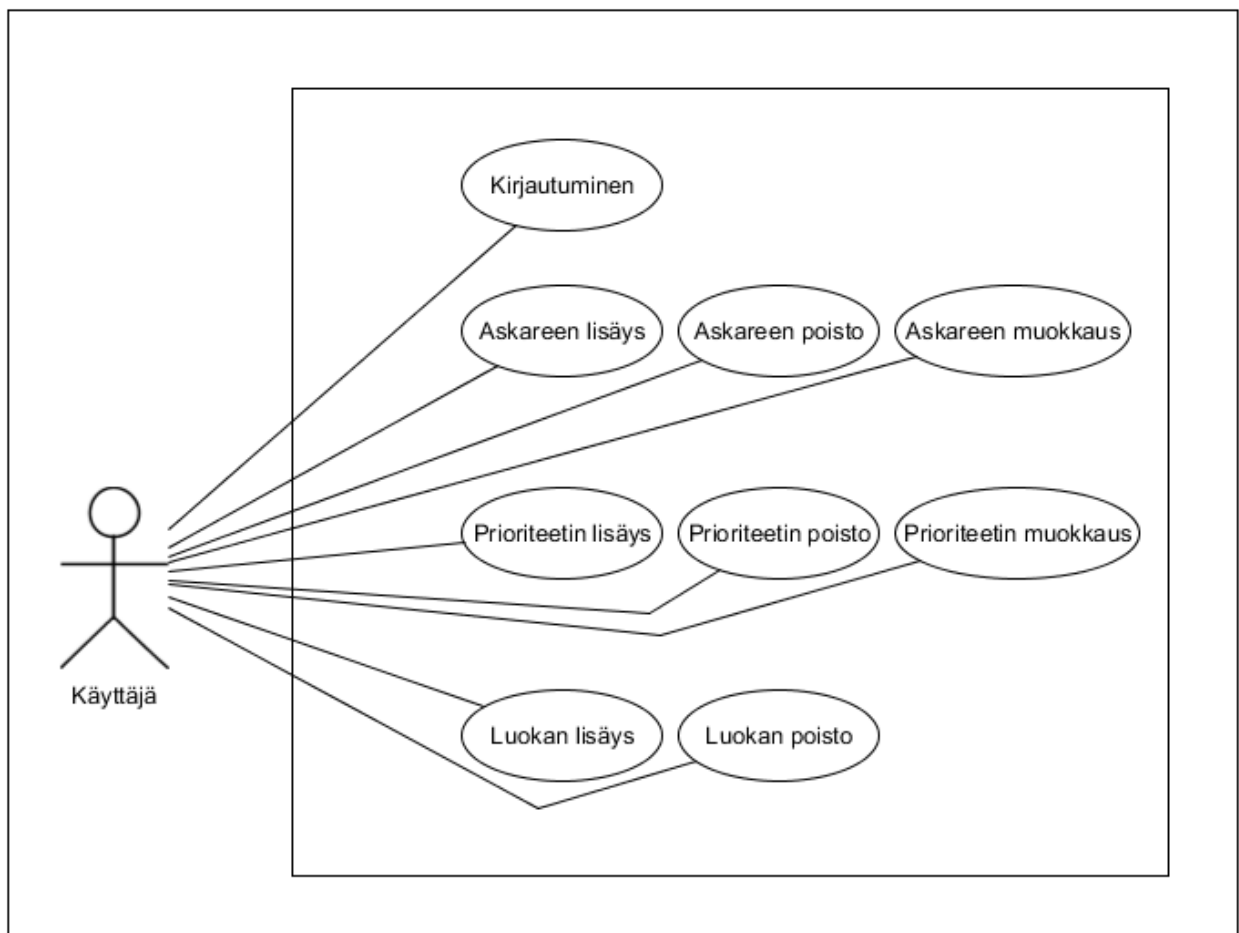 Kirjautuminen
Askareen lisäys
Askareen poisto
Askareen muokkaus
Prioriteetin lisäys
Prioriteetin poisto
Prioriteetin muokkaus
Käyttäjä
Luokan lisäys
Luokan poisto